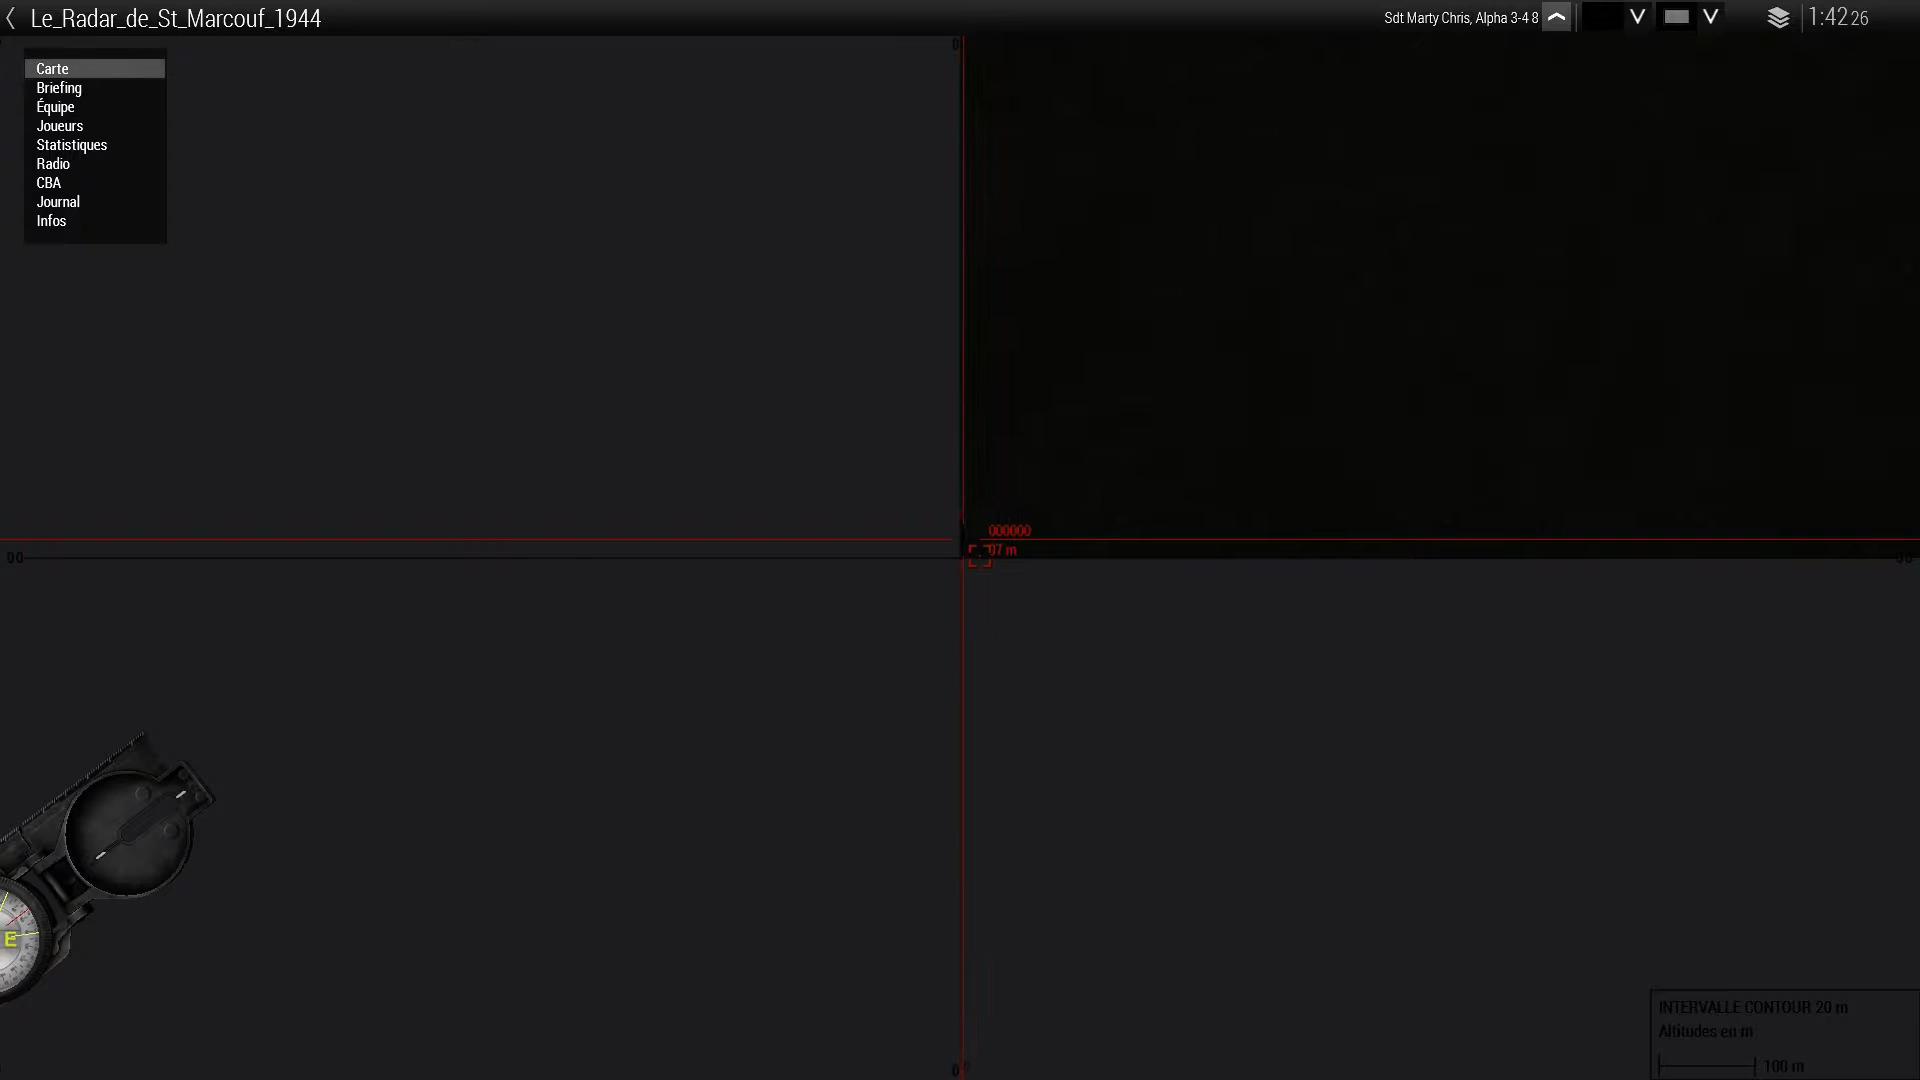 Le_Radar_de_St_Marcouf_1944
Sdt Marty Chris, Alpha 3-4 8
1:42 26
Carte
Briefing
Équipe
Joueurs
Statistiques
Radio
CBA
Journal
Infos
000000
00
E
INTERVALLE CONTOUR 20 m
Altitudes en m
100 m